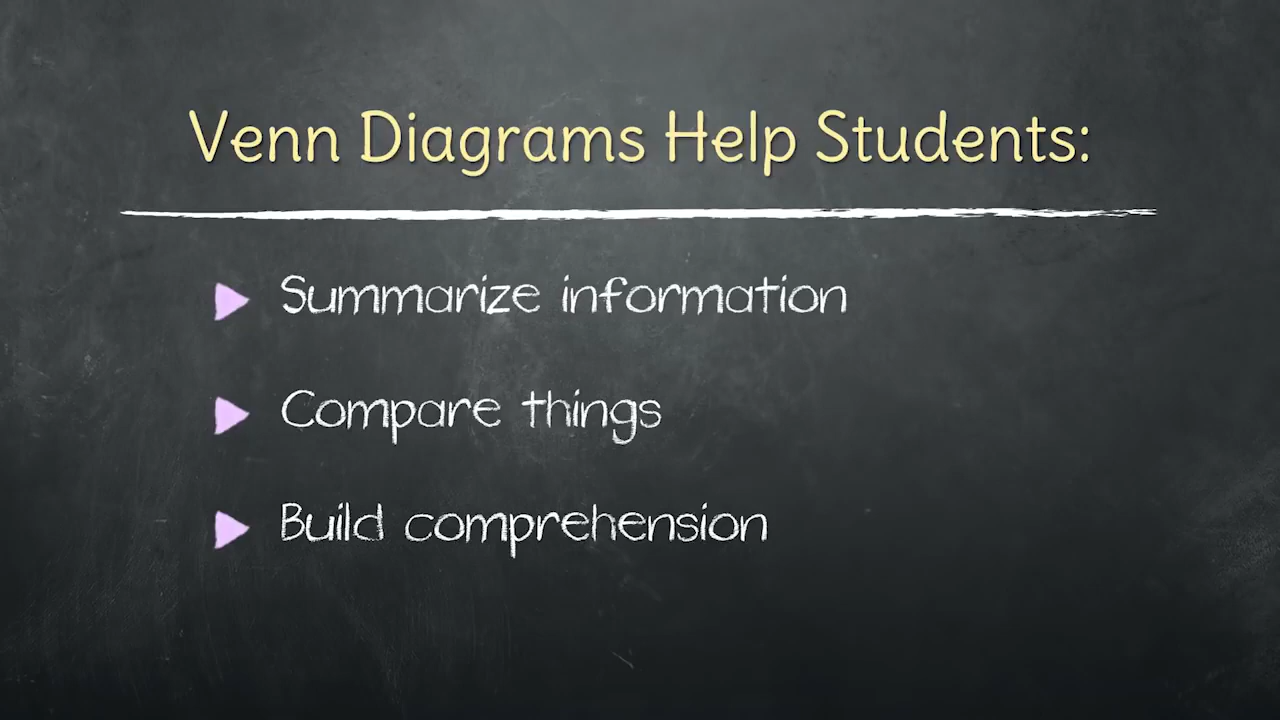 Venn Diagrams Help Students:
Summarize information
Compare things
Build comprehension